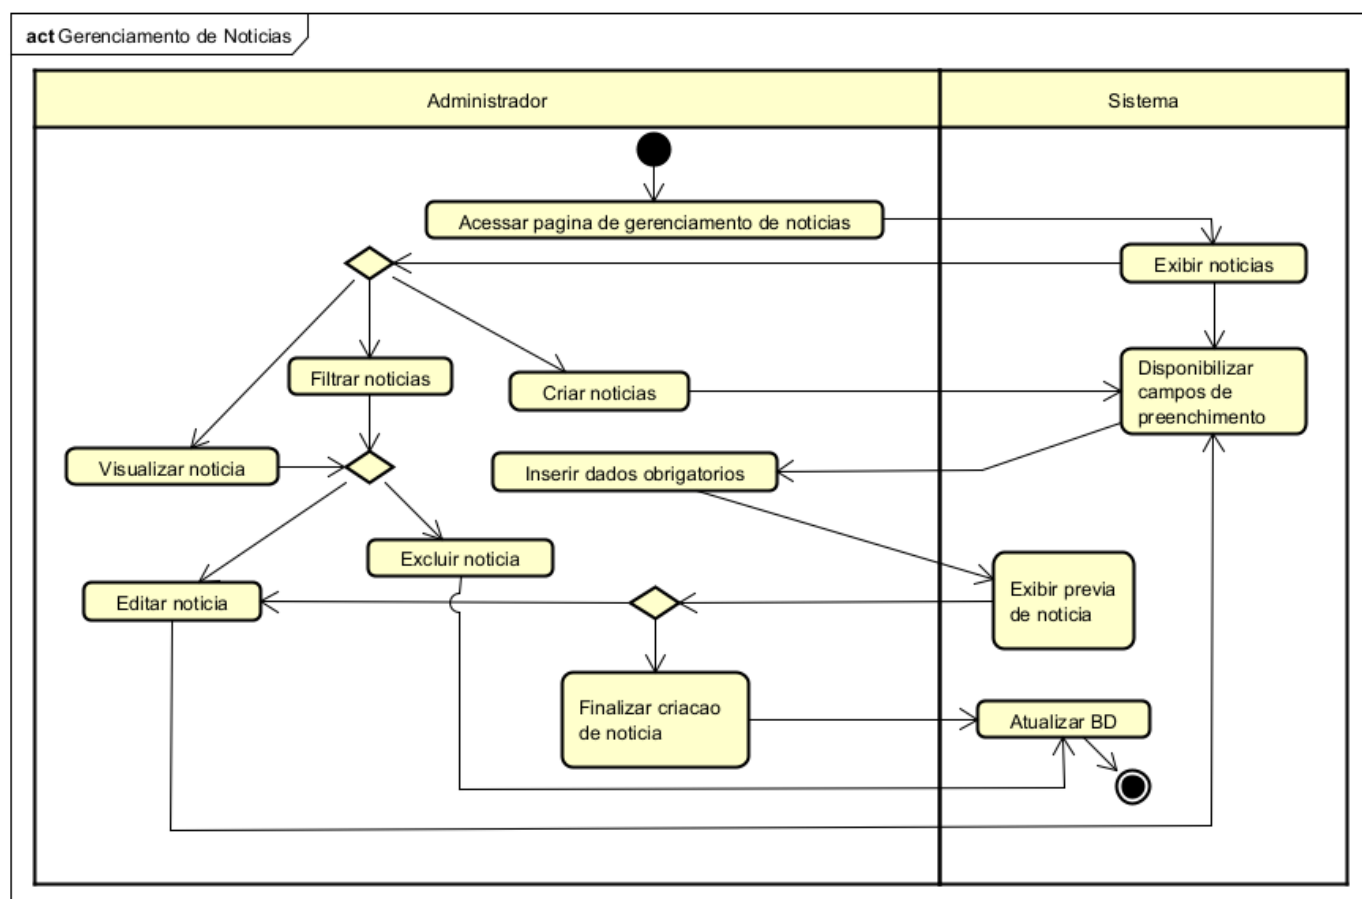 act Gerenciamento de Noticias
Administrador
Sistema
Acessar pagina de gerenciamento de noticias
Exibir noticias
Filtrar noticias
Criar noticias
Disponibilizar
campos de
preenchimento
Visualizar noticia
Inserir dados obrigatorios
Excluir noticia
Editar noticia
Exibir previa
de noticia
Finalizar criacao
de noticia
Atualizar BD